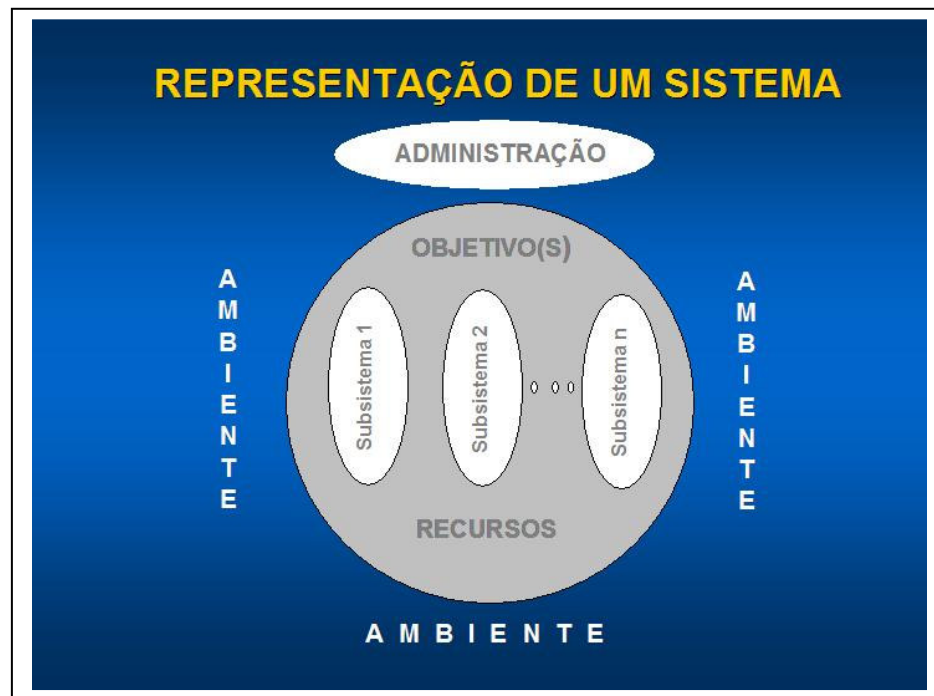 REPRESENTAÇÃO DE UM SISTEMA
ADMINISTRAÇÃO
OBJETIVO(S)
AMBIENTE
Subsistema 1
Subsistema 2
Subsistema n
AMBIENTE
RECURSOS
AMBIENTE